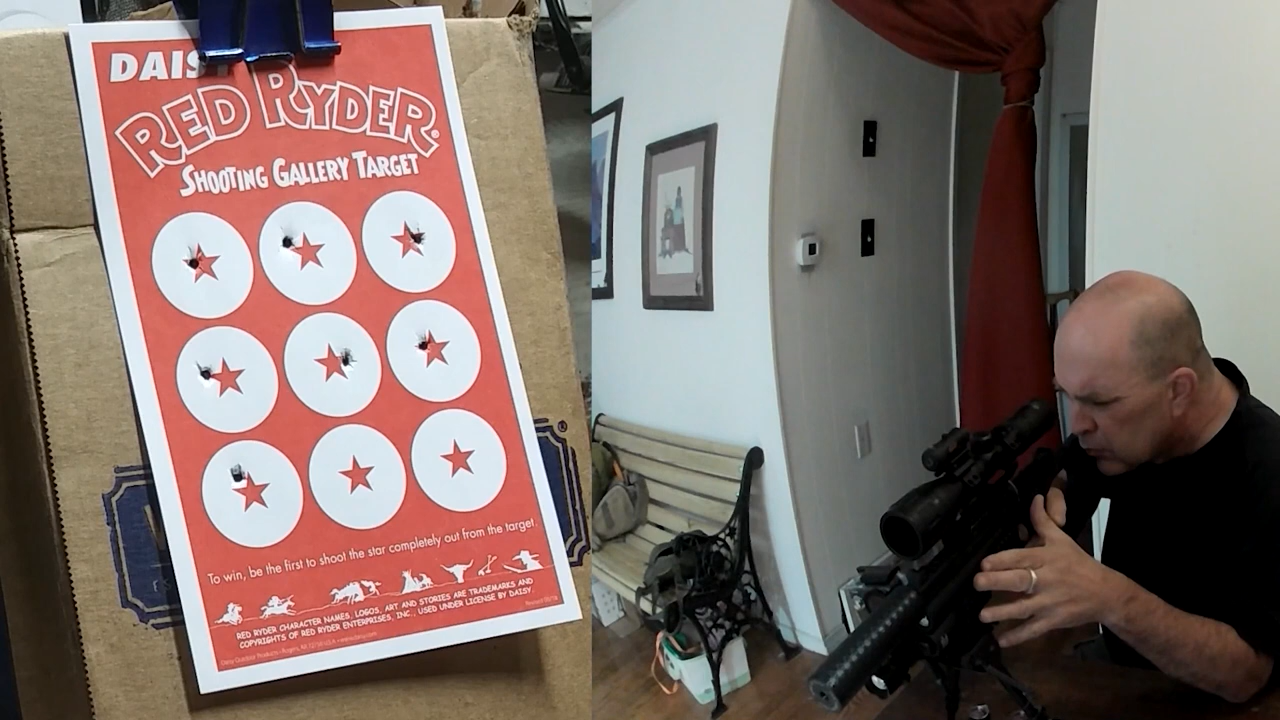 DAIS
RED RYDER®
SHOOTING GALLERY TARGET
To win, be the first to shoot the star completely out from the target.
RED RYDER CHARACTER NAMES, LOGOS, ART AND STORIES ARE TRADEMARKS AND
COPYRIGHTS OF RED RYDER ENTERPRISES, INC., USED UNDER LICENSE BY DAISY.